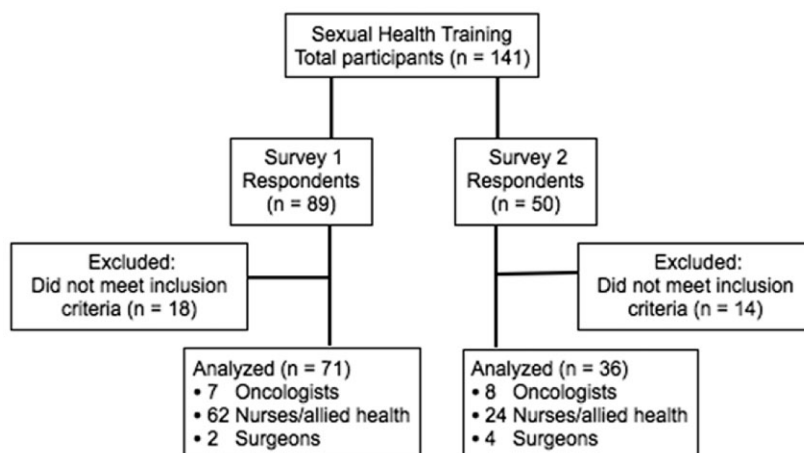 Sexual Health Training
Total participants (n = 141)
Survey 1
Respondents
(n = 89)
Survey 2
Respondents
(n = 50)
Excluded:
Did not meet inclusion
criteria (n = 18)
Excluded:
Did not meet inclusion
criteria (n = 14)
Analyzed (n = 71)
• 7 Oncologists
• 62 Nurses/allied health
• 2 Surgeons
Analyzed (n = 36)
• 8 Oncologists
• 24 Nurses/allied health
• 4 Surgeons